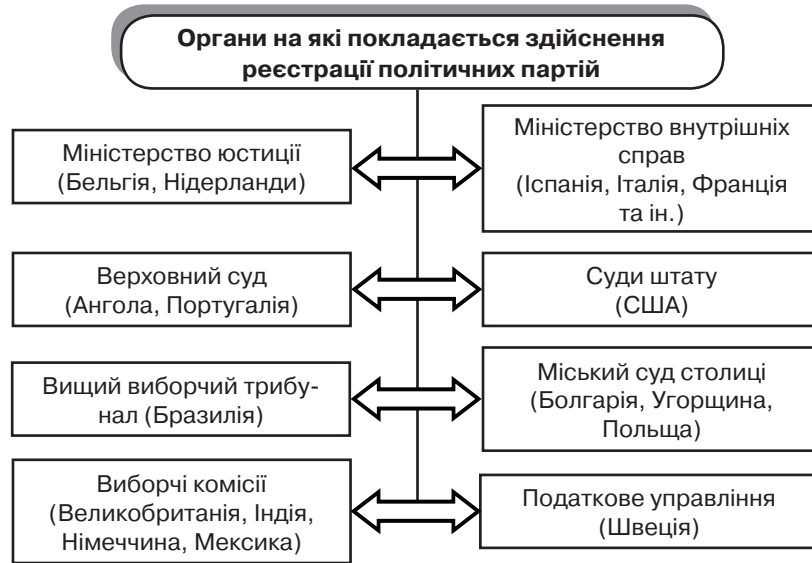 Органи на які покладається здійснення
реєстрації політичних партій
Міністерство юстиції
(Бельгія, Нідерланди)
Міністерство внутрішніх
справ
(Іспанія, Італія, Франція
та ін.)
Верховний суд
(Ангола, Португалія)
Суди штату
(США)
Вищий виборчий трибу-
нал (Бразилія)
Міський суд столиці
(Болгарія, Угорщина,
Польща)
Виборчі комісії
(Великобританія, Індія,
Німеччина, Мексика)
Податкове управління
(Швеція)